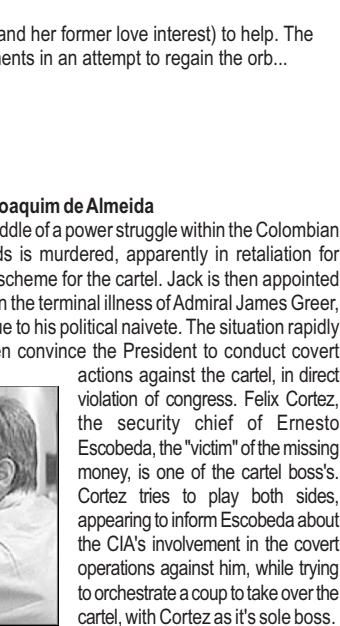 and her former love interest) to help. The
ments in an attempt to regain the orb...
oaquim de Almeida
ddle of a power struggle within the Colombian
ds is murdered, apparently in retaliation for
scheme for the cartel. Jack is then appointed
n the terminal illness of Admiral James Greer,
ue to his political naivete. The situation rapidly
en convince the President to conduct covert
actions against the cartel, in direct
violation of congress. Felix Cortez,
the security chief of Ernesto
Escobeda, the "victim" of the missing
money, is one of the cartel boss's.
Cortez tries to play both sides,
appearing to inform Escobeda about
the CIA's involvement in the covert
operations against him, while trying
to orchestrate a coup to take over the
cartel, with Cortez as it's sole boss.